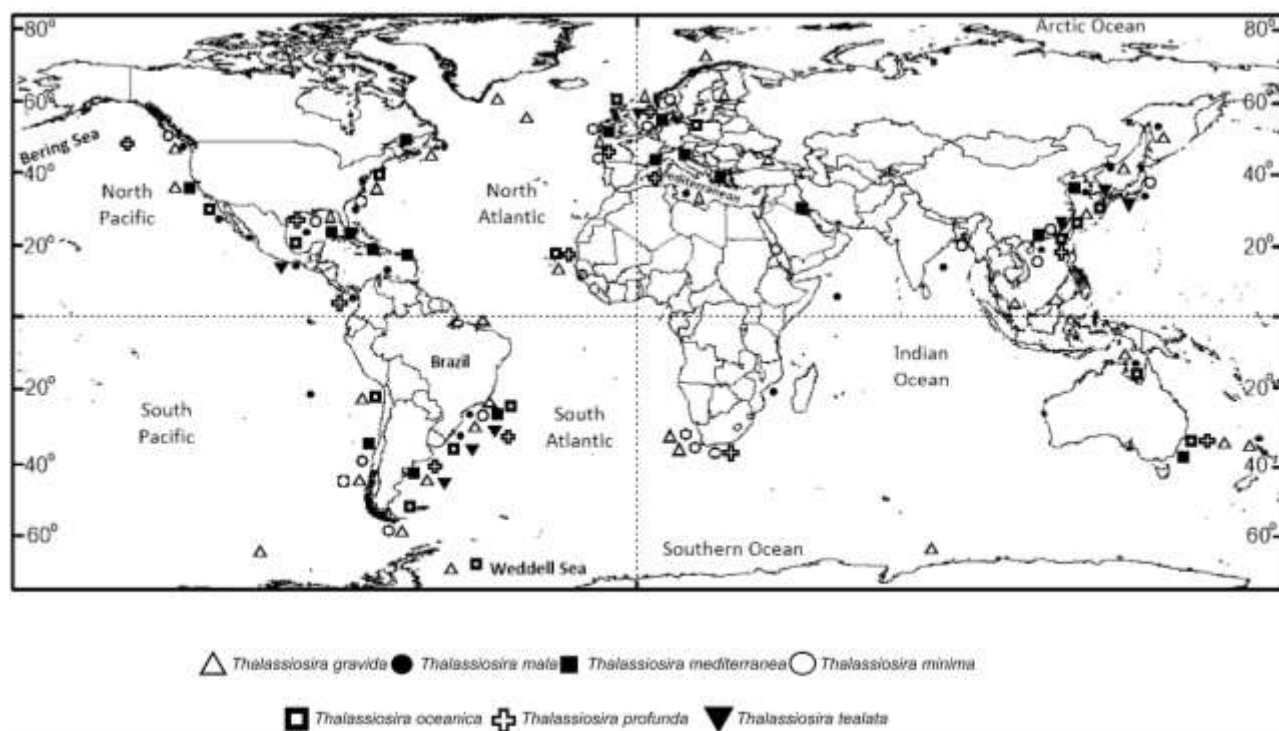 80° Arctic Ocean 80°
60° 60°
Bering Sea
40° North Pacific North Atlantic Mediterranean 40°
20° 20°
Brazil Indian Ocean
20° South Pacific South Atlantic 20°
40° 40°
60° Southern Ocean 60°
Weddell Sea
Thalassiosira gravida Thalassiosira mala Thalassiosira mediterranea Thalassiosira minima
Thalassiosira oceanica Thalassiosira profunda Thalassiosira tealata